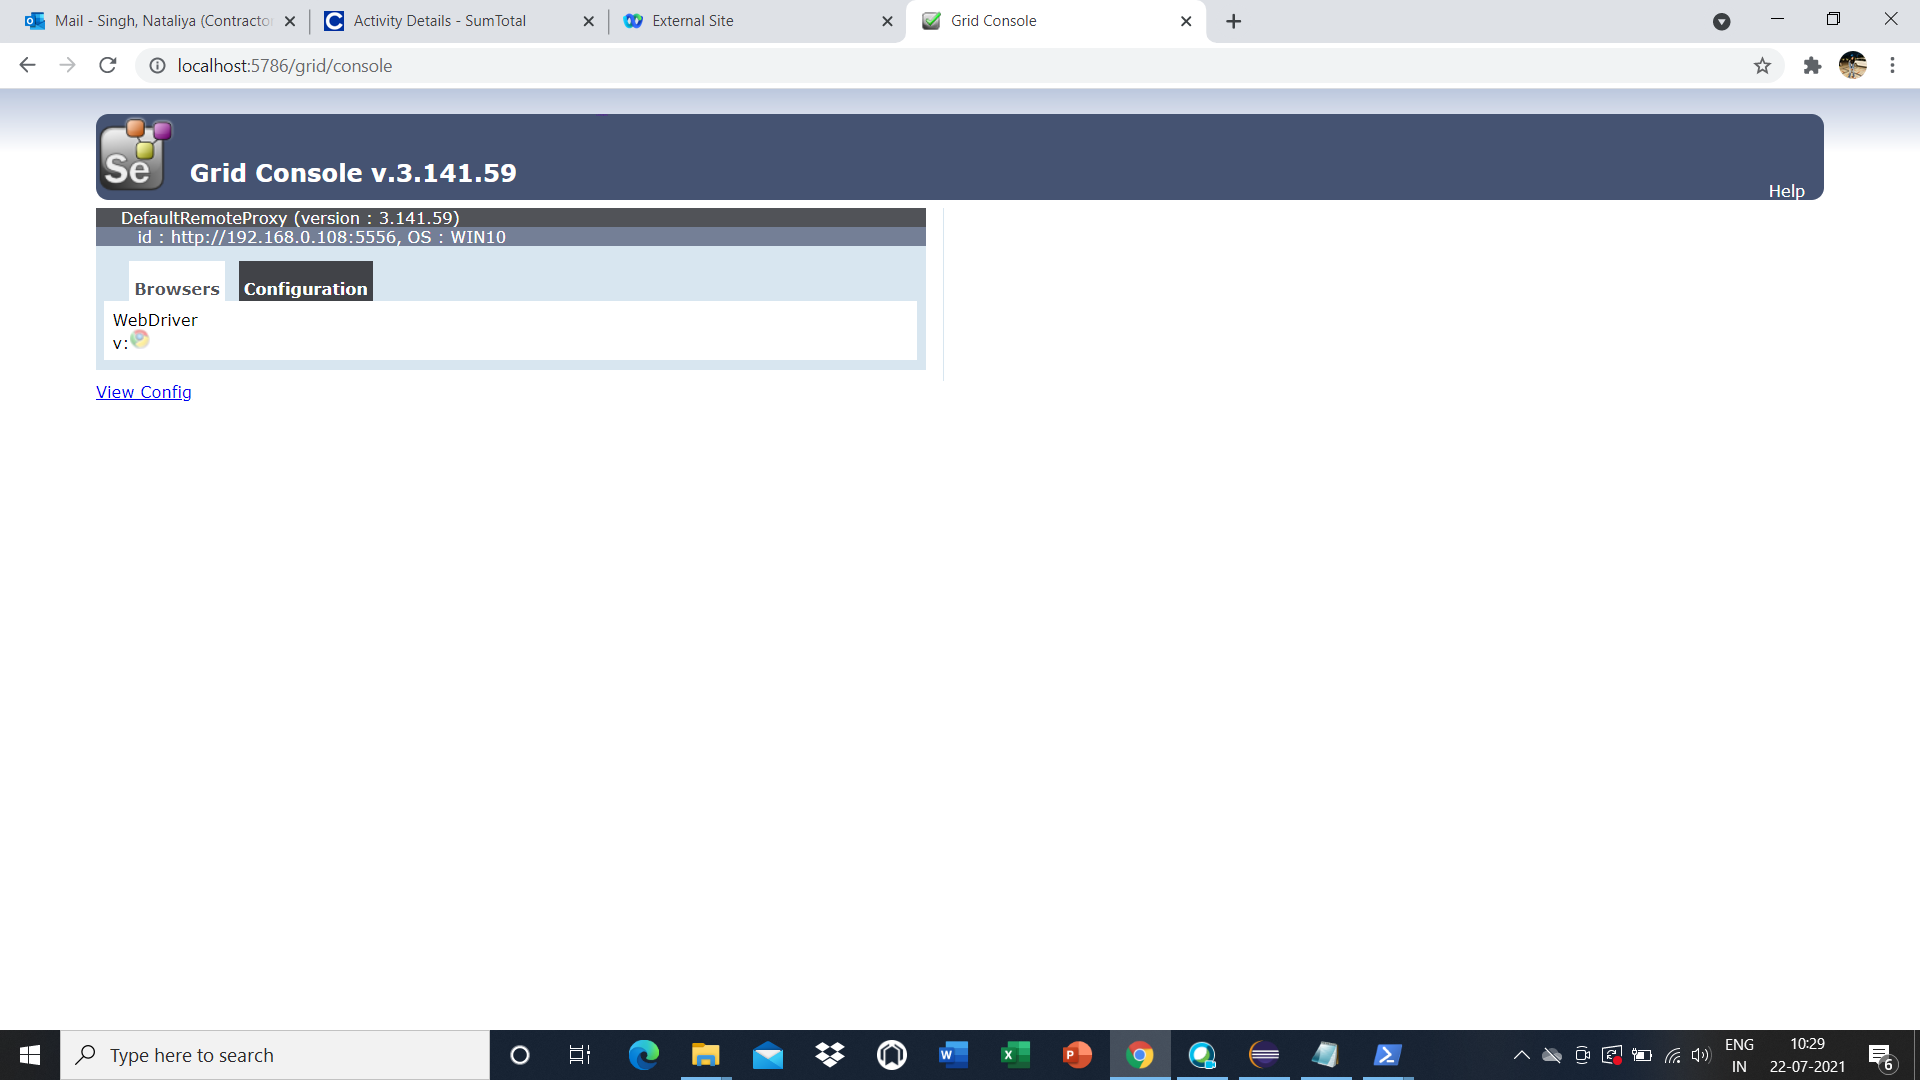 Mail - Singh, Nataliya (Contractor
Activity Details - SumTotal
External Site
Grid Console
localhost:5786/grid/console
Se
Grid Console v.3.141.59
Help
DefaultRemoteProxy (version : 3.141.59)
id : http://192.168.0.108:5556, OS : WIN10
Browsers
Configuration
WebDriver
v:
View Config
Type here to search
ENG
IN
10:29
22-07-2021
6